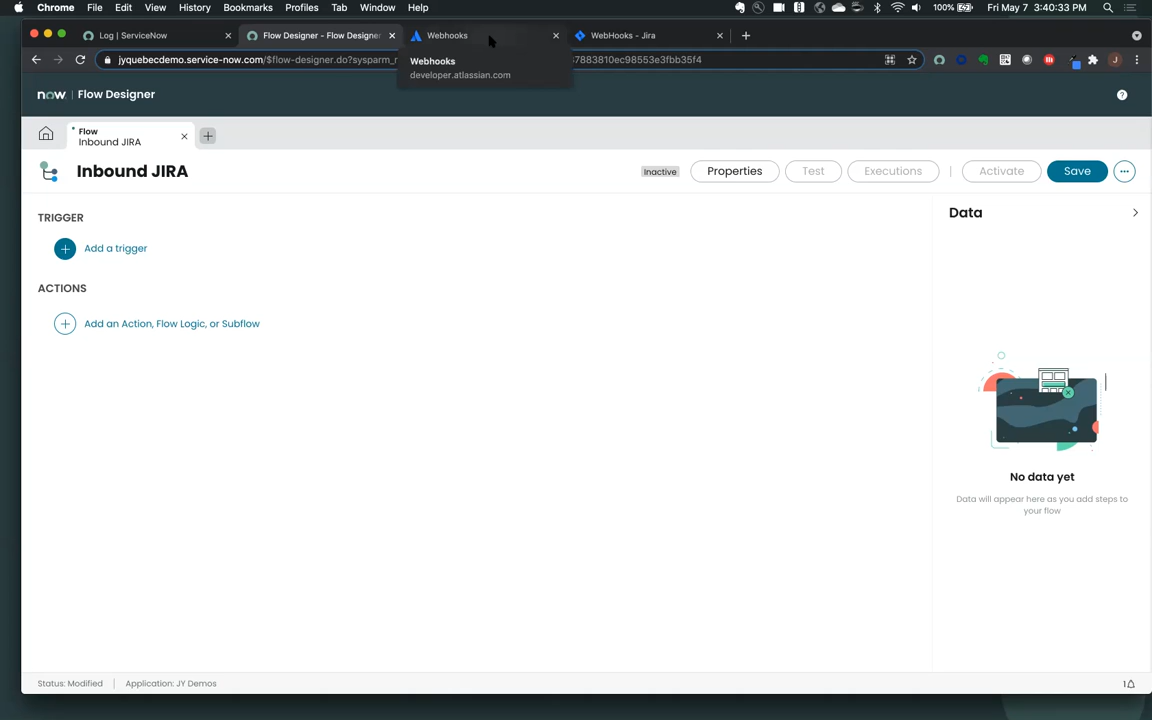 Chrome File Edit View History Bookmarks Profiles Tab Window Help 100% Fri May 7 3:40:33 PM
Log | ServiceNow
Flow Designer - Flow Designer
Webhooks
WebHooks - Jira
jyquebecdemo.service-now.com/$flow-designer.do?sysparm_
Webhooks
developer.atlassian.com
7883810ec98553e3fbb35f4
now. | Flow Designer
Flow
Inbound JIRA
Inbound JIRA
Inactive
Properties
Test
Executions
Activate
Save
TRIGGER
Add a trigger
ACTIONS
Add an Action, Flow Logic, or Subflow
Data
No data yet
Data will appear here as you add steps to
your flow
Status: Modified | Application: JY Demos
1